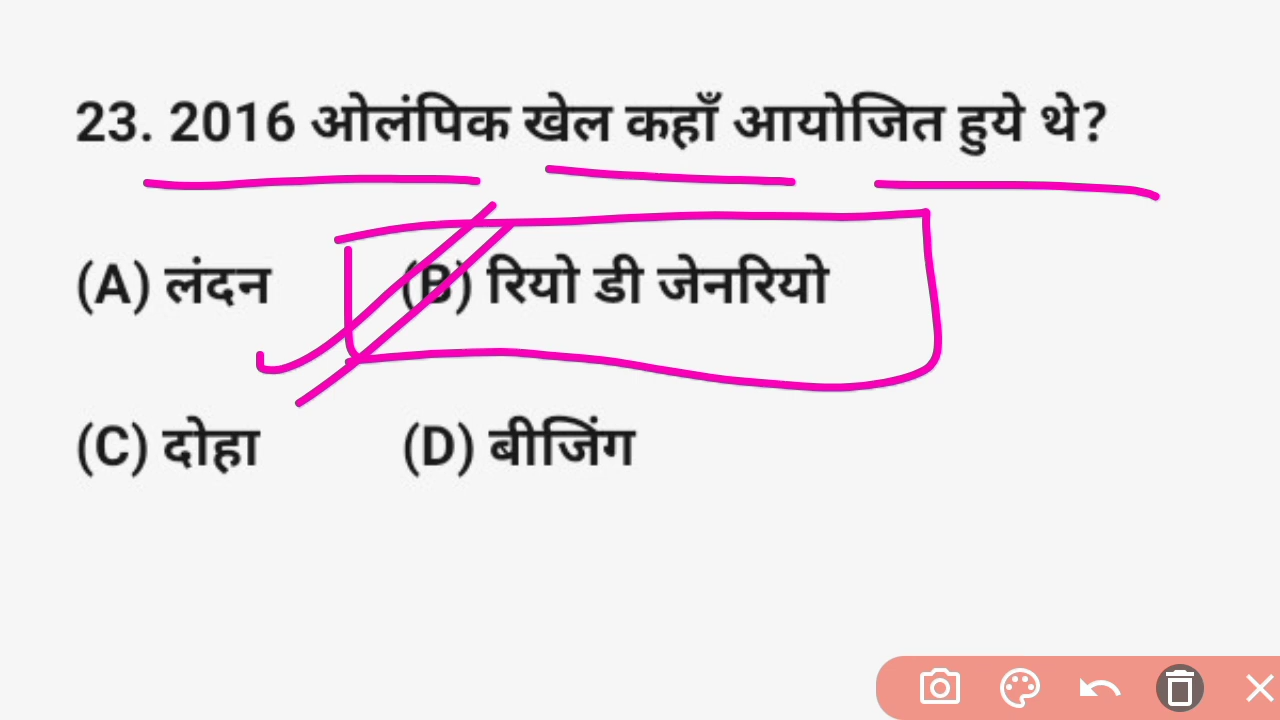 23. 2016 ओलंपिक खेल कहाँ आयोजित हुये थे?
(A) लंदन (B) रियो डी जेनरियो
(C) दोहा (D) बीजिंग